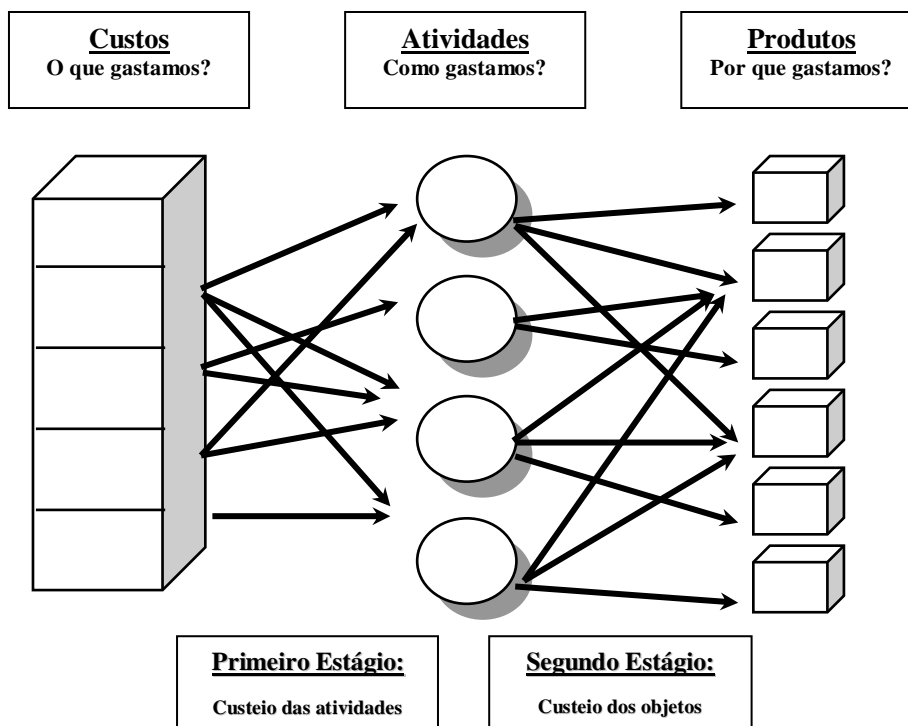 Custos
O que gastamos?
Atividades
Como gastamos?
Produtos
Por que gastamos?
Primeiro Estágio:
Custeio das atividades
Segundo Estágio:
Custeio dos objetos